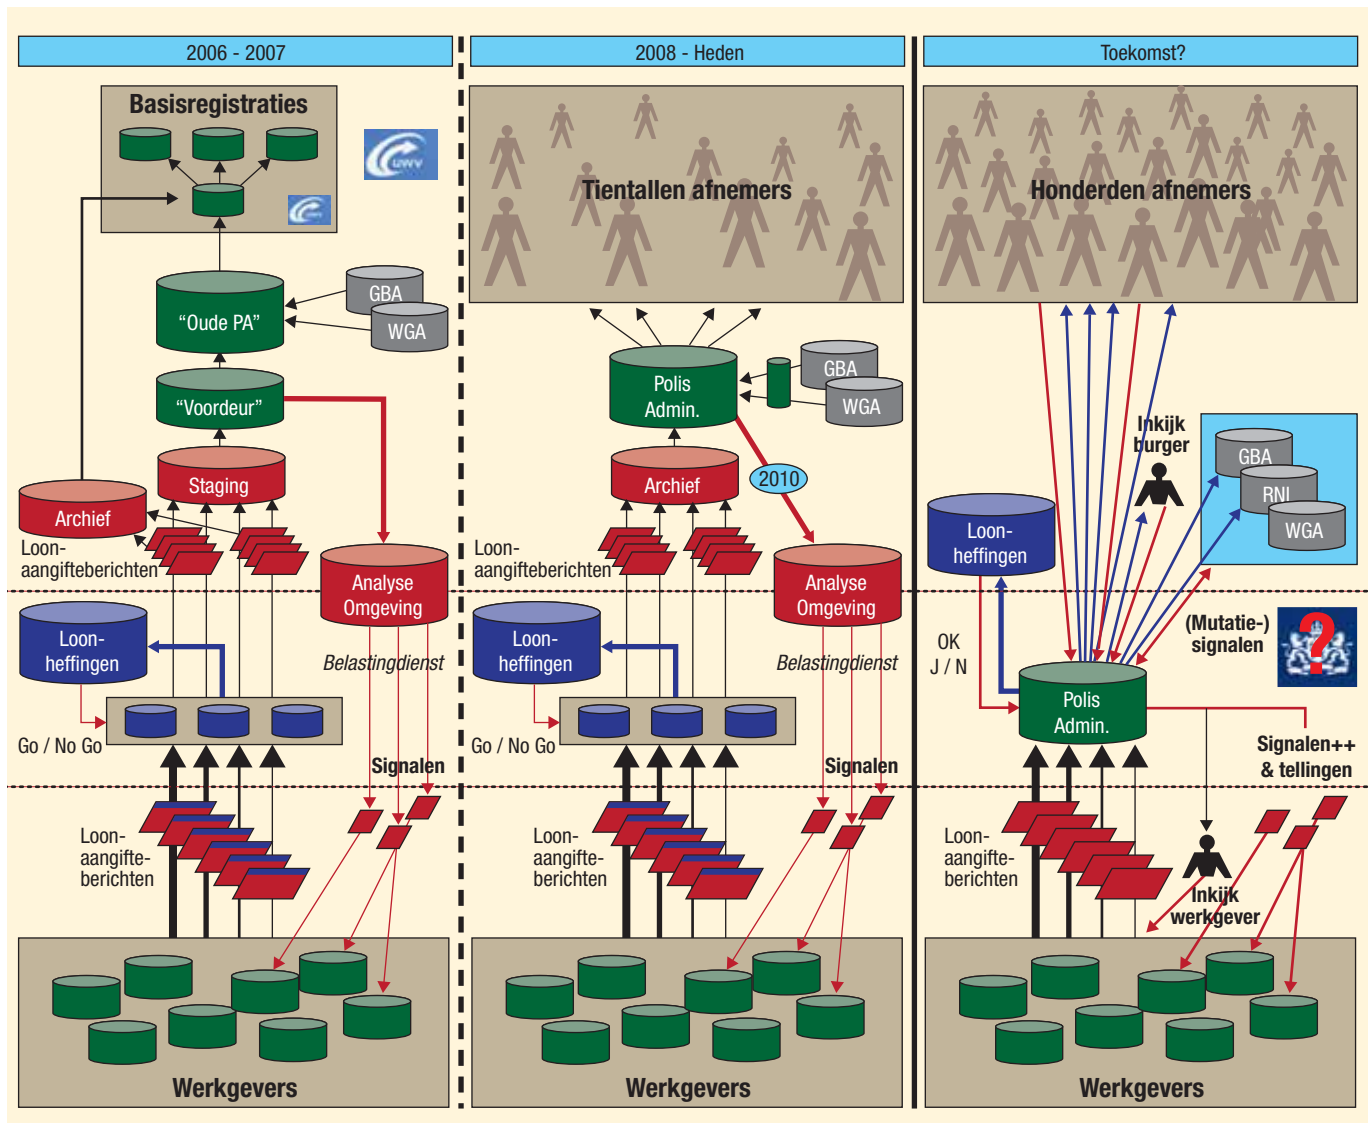 2006 - 2007
Basisregistraties
UWV
UWV
GBA
"Oude PA"
WGA
"Voordeur"
Staging
Archief
Loon-
aangifteberichten
Analyse
Omgeving
Loon-
heffingen
Belastingdienst
Go / No Go
Signalen
Loon-
aangifte-
berichten
Werkgevers
2008 - Heden
Tientallen afnemers
Polis
Admin.
GBA
WGA
Archief
2010
Loon-
aangifteberichten
Analyse
Omgeving
Loon-
heffingen
Belastingdienst
Go / No Go
Signalen
Loon-
aangifte-
berichten
Werkgevers
Toekomst?
Honderden afnemers
Inkijk
burger
GBA
RNI
WGA
Loon-
heffingen
OK
J / N
(Mutatie-)
signalen
?
Polis
Admin.
Signalen++
& tellingen
Loon-
aangifte-
berichten
Inkijk
werkgever
Werkgevers